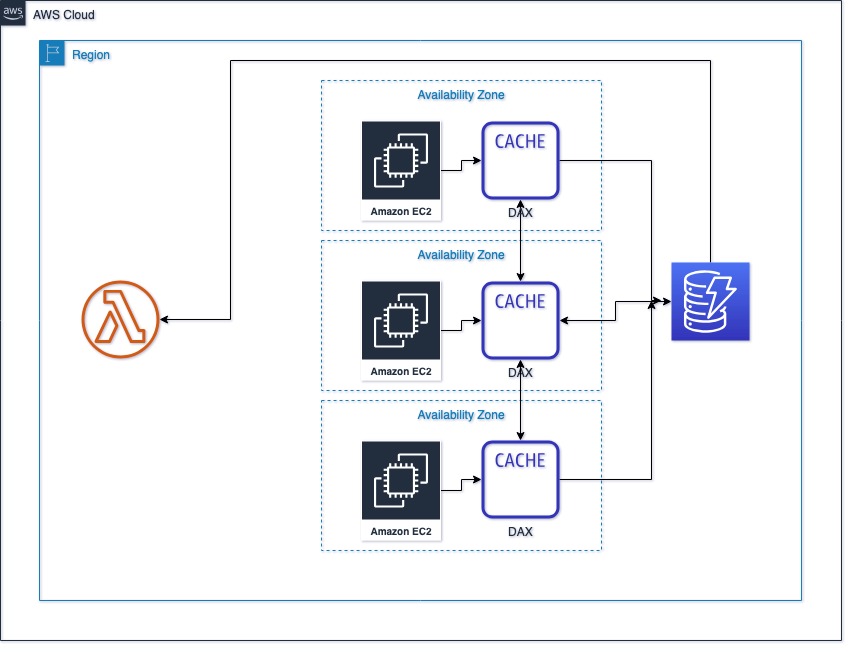 aws
AWS Cloud
Region
Availability Zone
CACHE
Amazon EC2
DAX
Availability Zone
CACHE
Amazon EC2
DAX
Availability Zone
CACHE
Amazon EC2
DAX